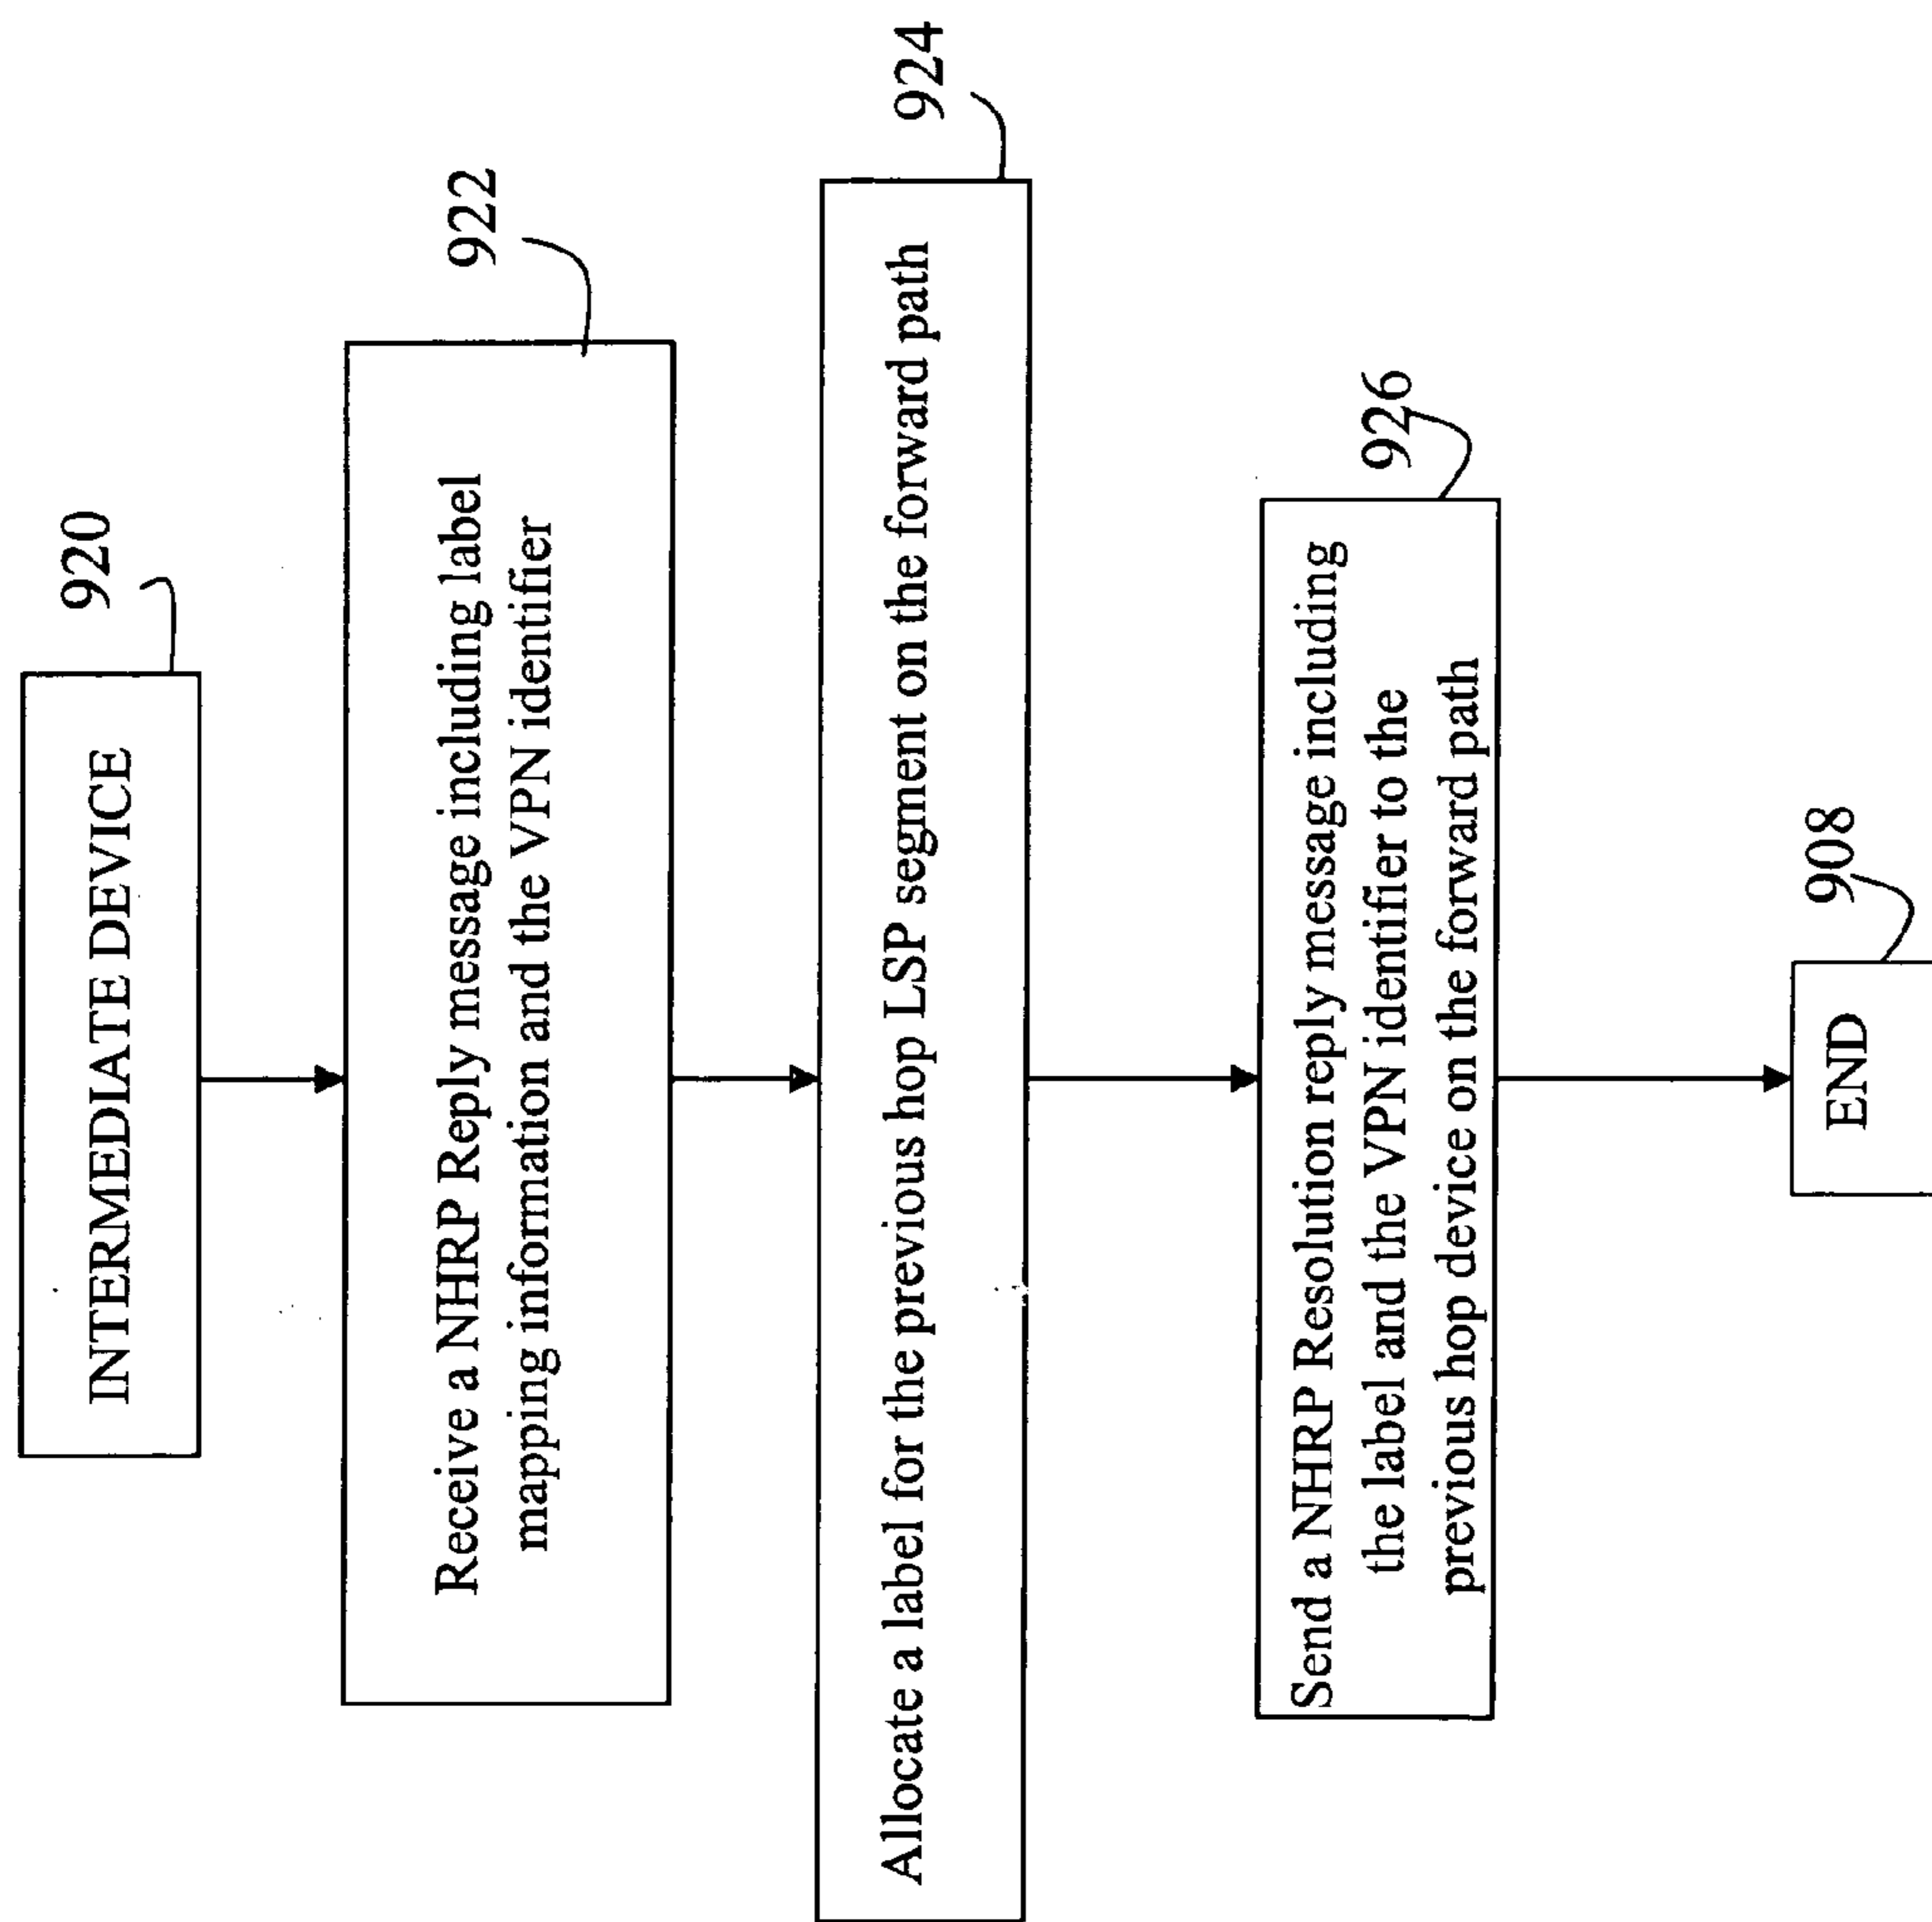 INTERMEDIATE DEVICE
920
Receive a NHRP Reply message including label
mapping information and the VPN identifier
922
Allocate a label for the previous hop LSP segment on the forward path
924
Send a NHRP Resolution reply message including
the label and the VPN identifier to the
previous hop device on the forward path
926
END
908